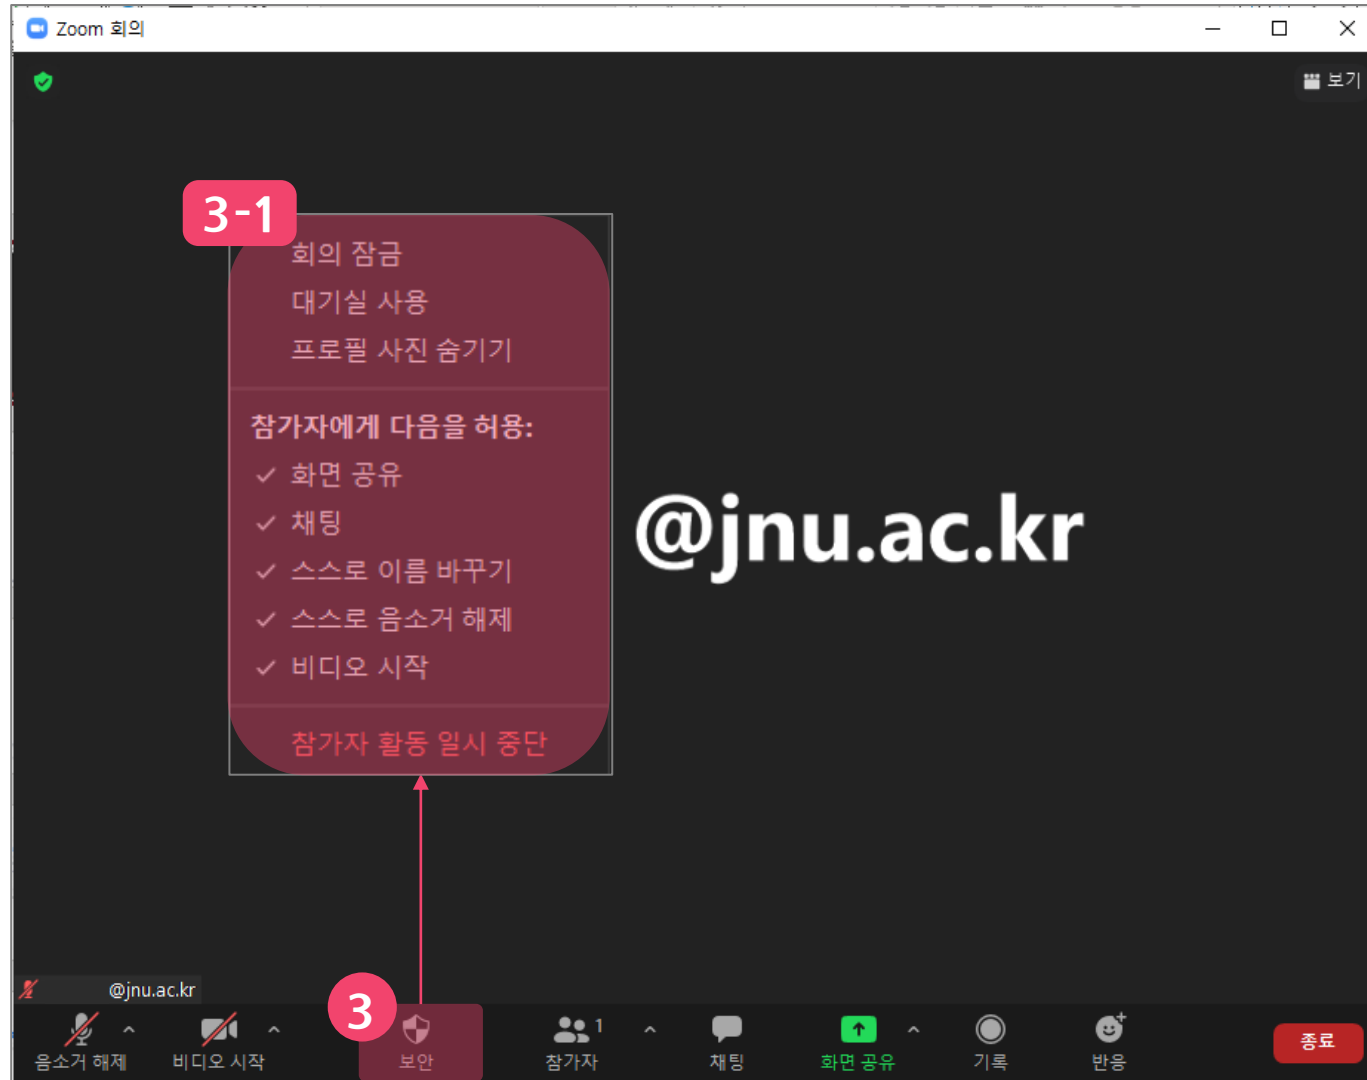 Zoom 회의
보기
3-1
회의 잠금
대기실 사용
프로필 사진 숨기기
참가자에게 다음을 허용:
화면 공유
채팅
스스로 이름 바꾸기
스스로 음소거 해제
비디오 시작
참가자 활동 일시 중단
@jnu.ac.kr
@jnu.ac.kr
3
1
음소거 해제
비디오 시작
보안
참가자
채팅
화면 공유
기록
반응
종료